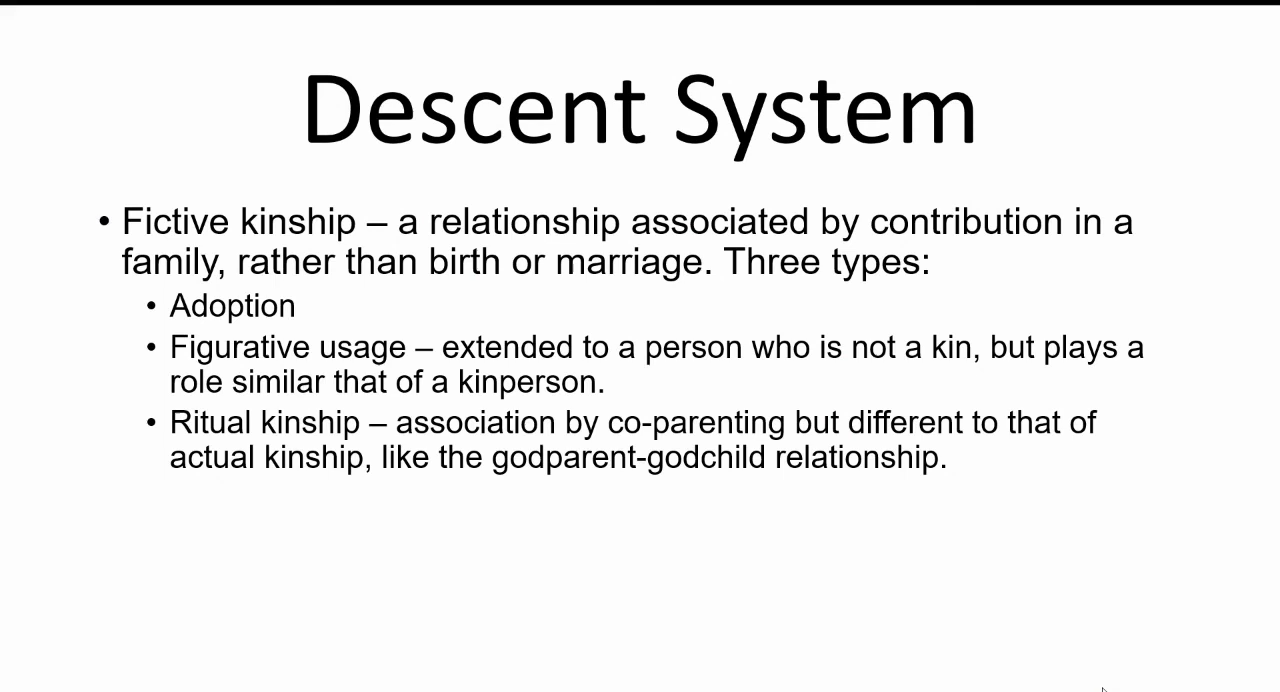 Descent System
• Fictive kinship – a relationship associated by contribution in a
family, rather than birth or marriage. Three types:
• Adoption
• Figurative usage – extended to a person who is not a kin, but plays a
role similar that of a kinperson.
• Ritual kinship – association by co-parenting but different to that of
actual kinship, like the godparent-godchild relationship.